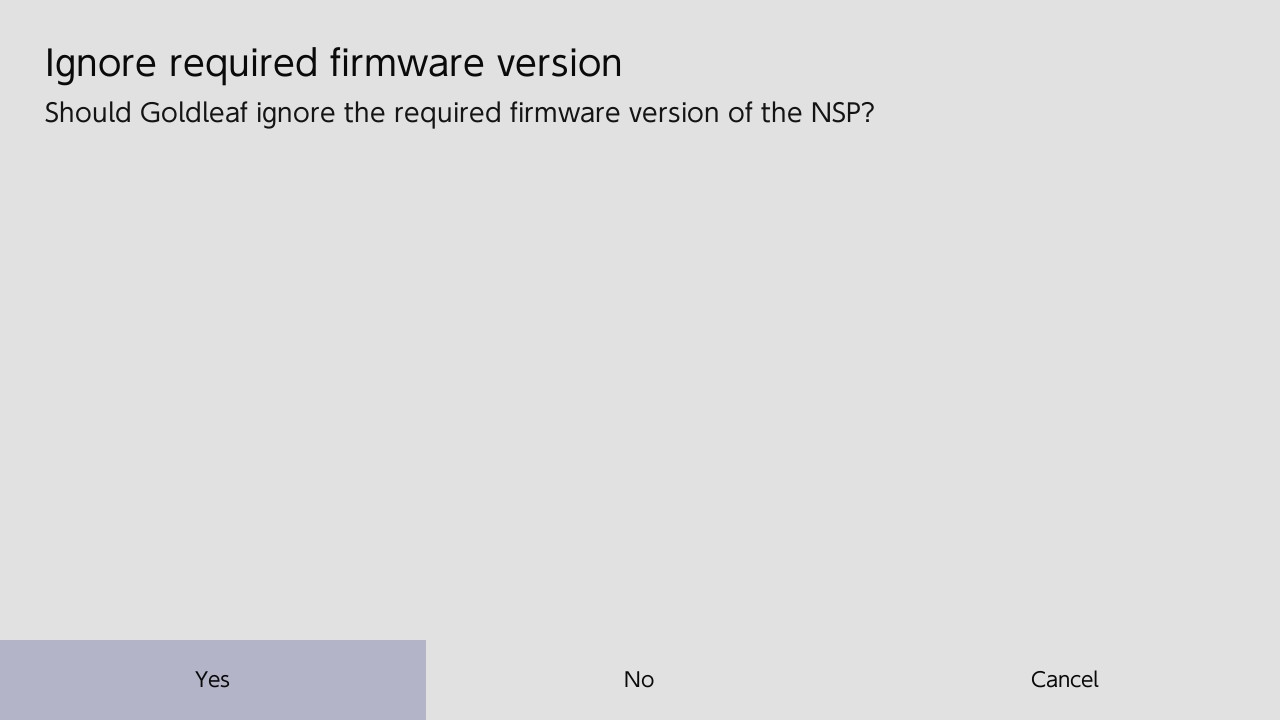 Ignore required firmware version
Should Goldleaf ignore the required firmware version of the NSP?
Yes No Cancel